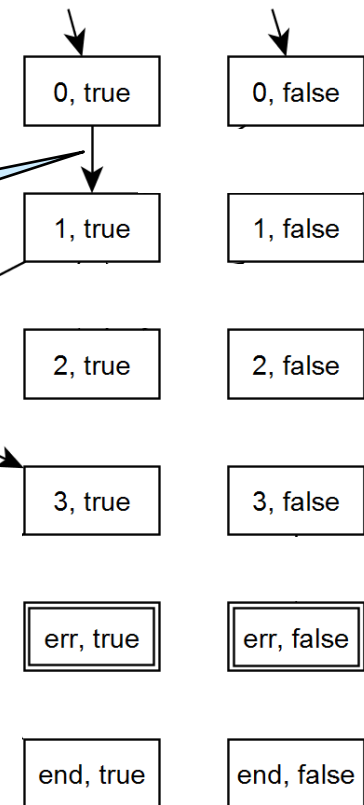 0, true
0, false
1, true
1, false
2, true
2, false
3, true
3, false
err, true
err, false
end, true
end, false